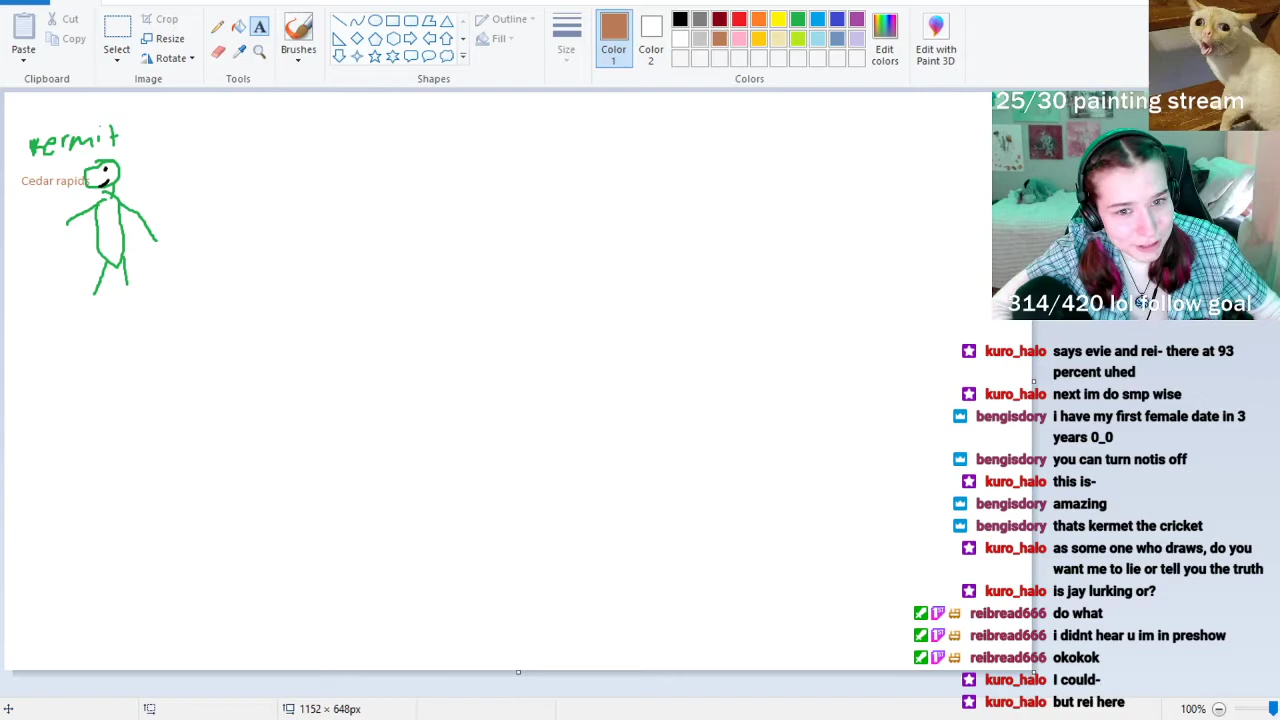 Paste
Cut
Copy
Clipboard
Select
Crop
Resize
Rotate
Image
Tools
Brushes
Shapes
Outline
Fill
Size
Color 1
Color 2
Edit colors
Colors
Edit with Paint 3D
25/30 painting stream
314/420 lol follow goal
kermit
Cedar rapids
kuro_halo says evie and rei- there at 93
percent uhed
kuro_halo next im do smp wise
bengisdory i have my first female date in 3
years 0_0
bengisdory you can turn notis off
kuro_halo this is-
bengisdory amazing
bengisdory thats kermet the cricket
kuro_halo as some one who draws, do you
want me to lie or tell you the truth
kuro_halo is jay lurking or?
reibread666 do what
reibread666 i didnt hear u im in preshow
reibread666 okokok
kuro_halo I could-
kuro_halo but rei here
1152 × 648px
100%